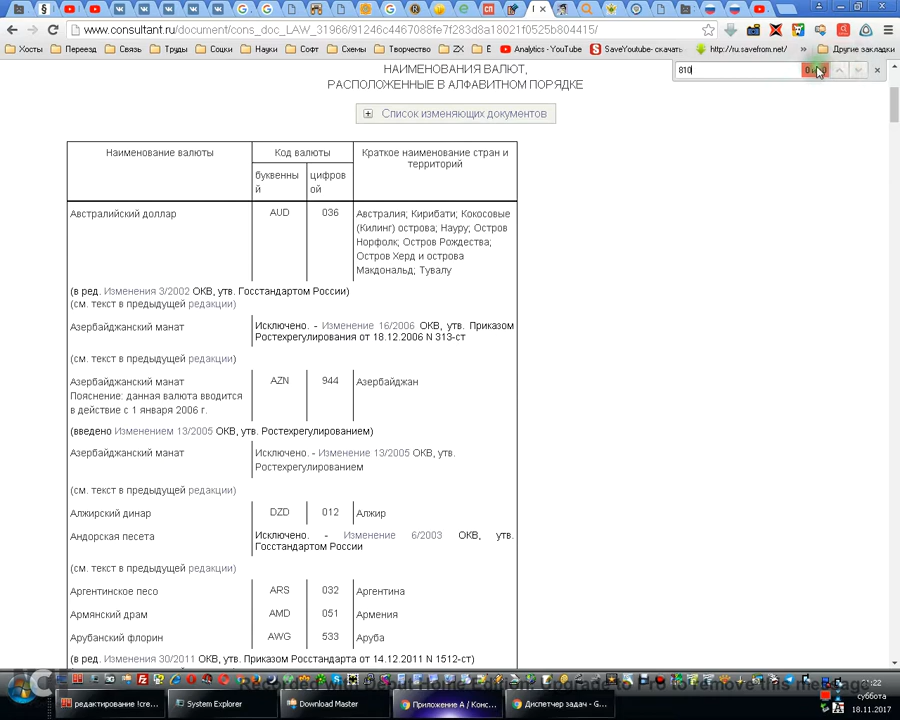 www.consultant.ru/document/cons_doc_LAW_31966/91246c4467088fe7f283d8a18021f0525b804415/
Хосты Переезд Связь Труды Соцки Науки Софт Схемы Творчество ZX E Analytics - YouTube SaveYoutube- скачать http://ru.savefrom.net/ » Другие закладки
810
НАИМЕНОВАНИЯ ВАЛЮТ,
РАСПОЛОЖЕННЫЕ В АЛФАВИТНОМ ПОРЯДКЕ
Список изменяющих документов
Наименование валюты Код валюты Краткое наименование стран и территорий
буквенный цифровой
Австралийский доллар AUD 036 Австралия; Кирибати; Кокосовые
(Килинг) острова; Науру; Остров
Норфолк; Остров Рождества;
Остров Херд и острова
Макдональд; Тувалу
(в ред. Изменения 3/2002 ОКВ, утв. Госстандартом России)
(см. текст в предыдущей редакции)
Азербайджанский манат Исключено. - Изменение 16/2006 ОКВ, утв. Приказом
Ростехрегулирования от 18.12.2006 N 313-ст
(см. текст в предыдущей редакции)
Азербайджанский манат AZN 944 Азербайджан
Пояснение: данная валюта вводится
в действие с 1 января 2006 г.
(введено Изменением 13/2005 ОКВ, утв. Ростехрегулированием)
Азербайджанский манат Исключено. - Изменение 13/2005 ОКВ, утв.
Ростехрегулированием
(см. текст в предыдущей редакции)
Алжирский динар DZD 012 Алжир
Андорская песета Исключено. - Изменение 6/2003 ОКВ, утв.
Госстандартом России
(см. текст в предыдущей редакции)
Аргентинское песо ARS 032 Аргентина
Армянский драм AMD 051 Армения
Арубанский флорин AWG 533 Аруба
(в ред. Изменения 30/2011 ОКВ, утв. Приказом Росстандарта от 14.12.2011 N 1512-ст)
редактирование !cre... System Explorer Download Master Приложение А / Конс... Диспетчер задач - G...
суббота
18.11.2017